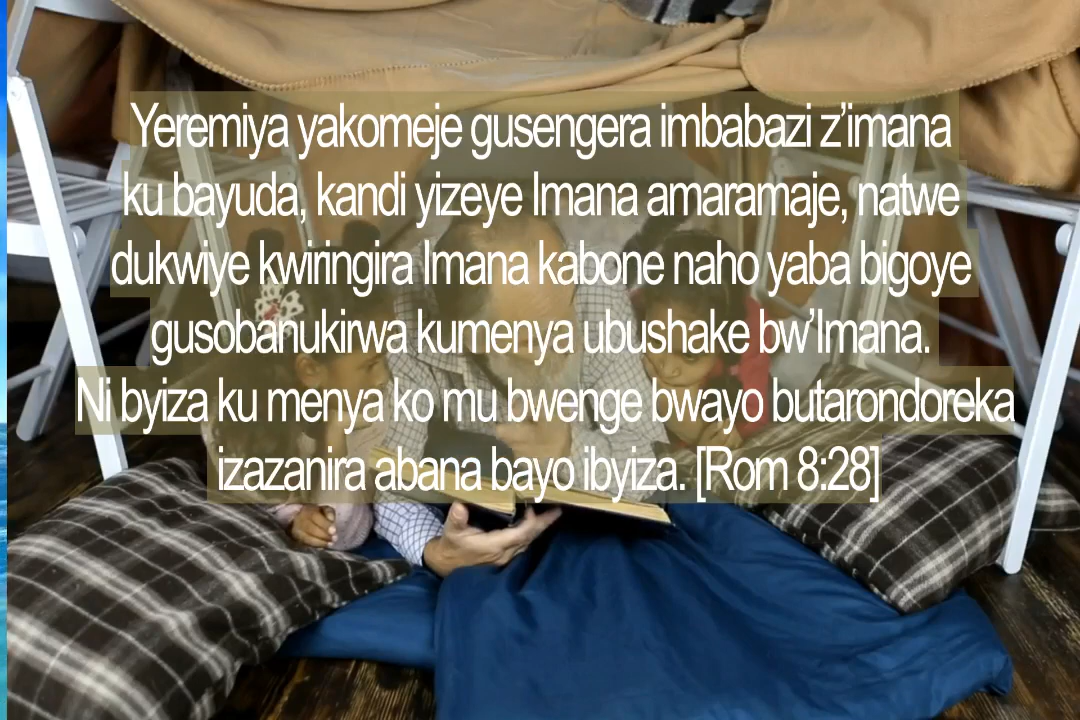 Yeremiya yakomeje gusengera imbabazi z’imana
ku bayuda, kandi yizeye Imana amaramaje, natwe
dukwiye kwiringira Imana kabone naho yaba bigoye
gusobanukirwa kumenya ubushake bw’Imana.
Ni byiza ku menya ko mu bwenge bwayo butarondoreka
izazanira abana bayo ibyiza. [Rom 8:28]